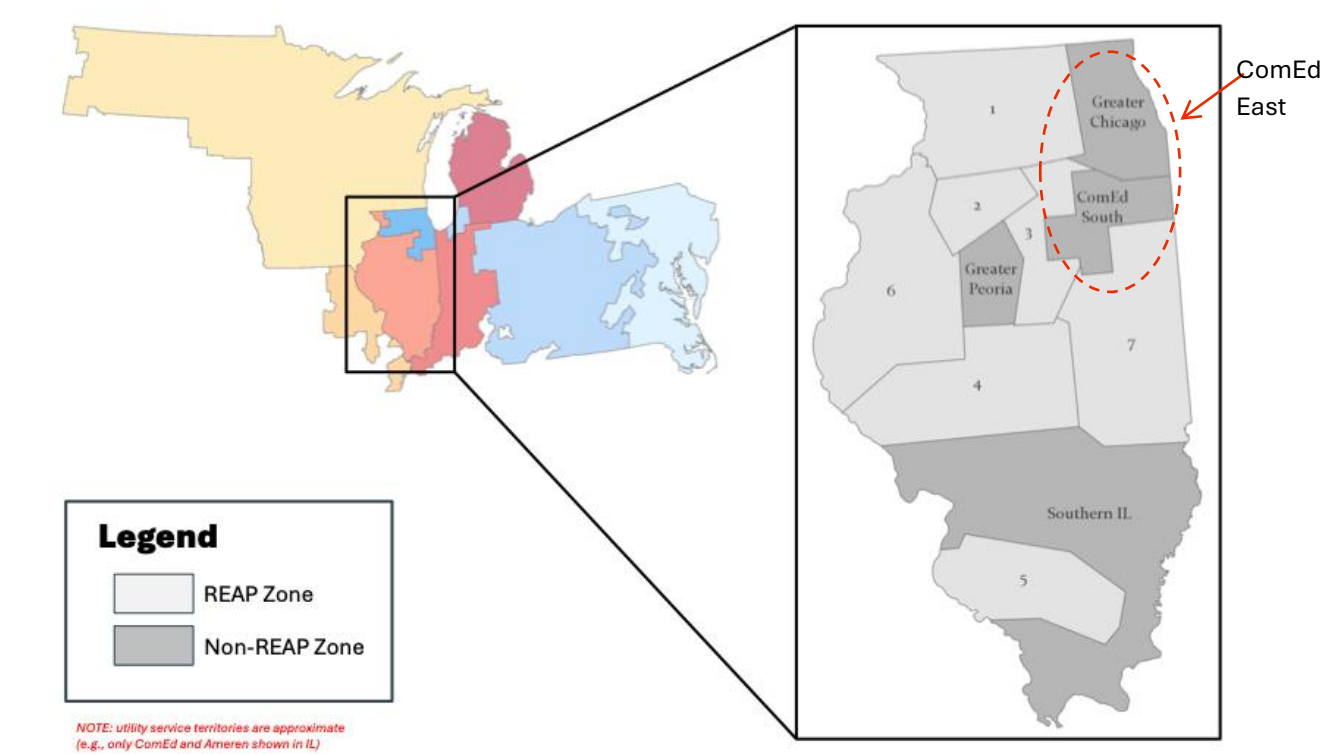 ComEd
East
1
Greater
Chicago
2
ComEd
South
3
Greater
Peoria
6
7
4
Southern IL
5
Legend
REAP Zone
Non-REAP Zone
NOTE: utility service territories are approximate
(e.g., only ComEd and Ameren shown in IL)